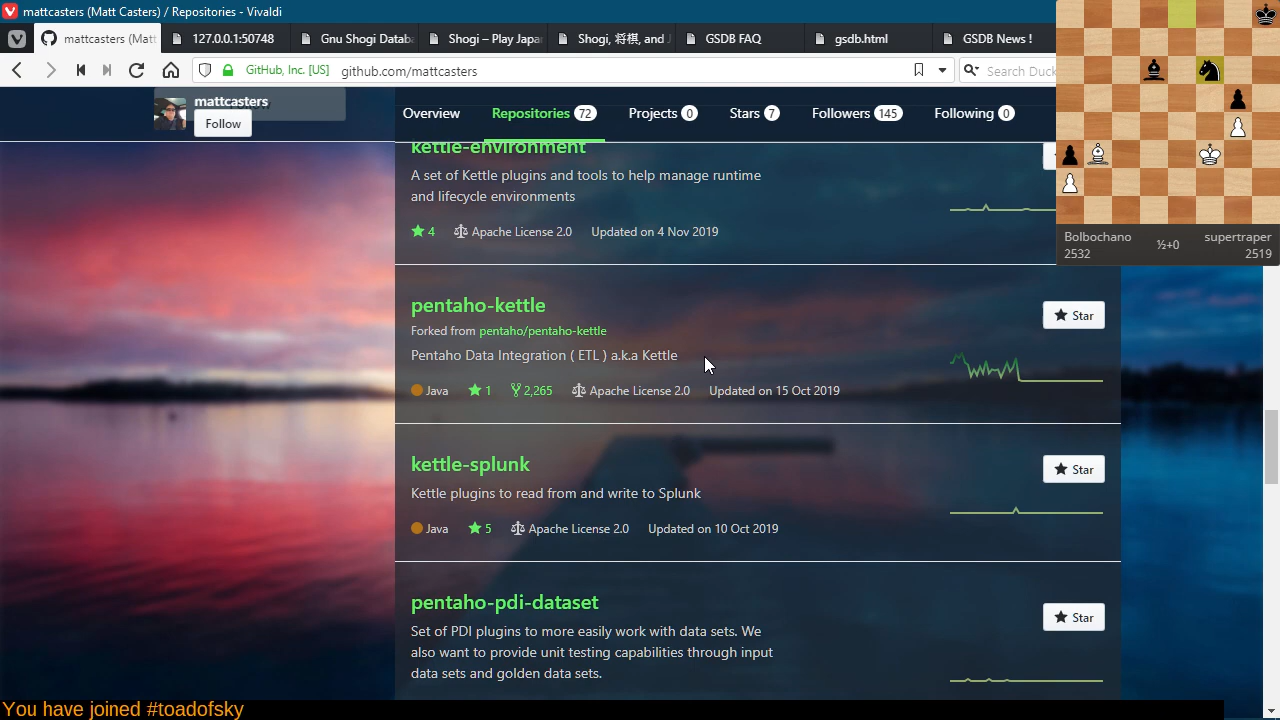 mattcasters (Matt Casters) / Repositories - Vivaldi
mattcasters (Matt
127.0.0.1:50748
Gnu Shogi Datab
Shogi – Play Japa
Shogi, 将棋, and
GSDB FAQ
gsdb.html
GSDB News !
GitHub, Inc. [US]
github.com/mattcasters
Search Duck
mattcasters
Follow
Overview
Repositories 72
Projects 0
Stars 7
Followers 145
Following 0
kettle-environment
A set of Kettle plugins and tools to help manage runtime
and lifecycle environments
4 Apache License 2.0 Updated on 4 Nov 2019
Bolbochano
2532
½+0
supertraper
2519
pentaho-kettle
Star
Forked from pentaho/pentaho-kettle
Pentaho Data Integration ( ETL ) a.k.a Kettle
Java 1 2,265 Apache License 2.0 Updated on 15 Oct 2019
kettle-splunk
Star
Kettle plugins to read from and write to Splunk
Java 5 Apache License 2.0 Updated on 10 Oct 2019
pentaho-pdi-dataset
Star
Set of PDI plugins to more easily work with data sets. We
also want to provide unit testing capabilities through input
data sets and golden data sets.
You have joined #toadofsky